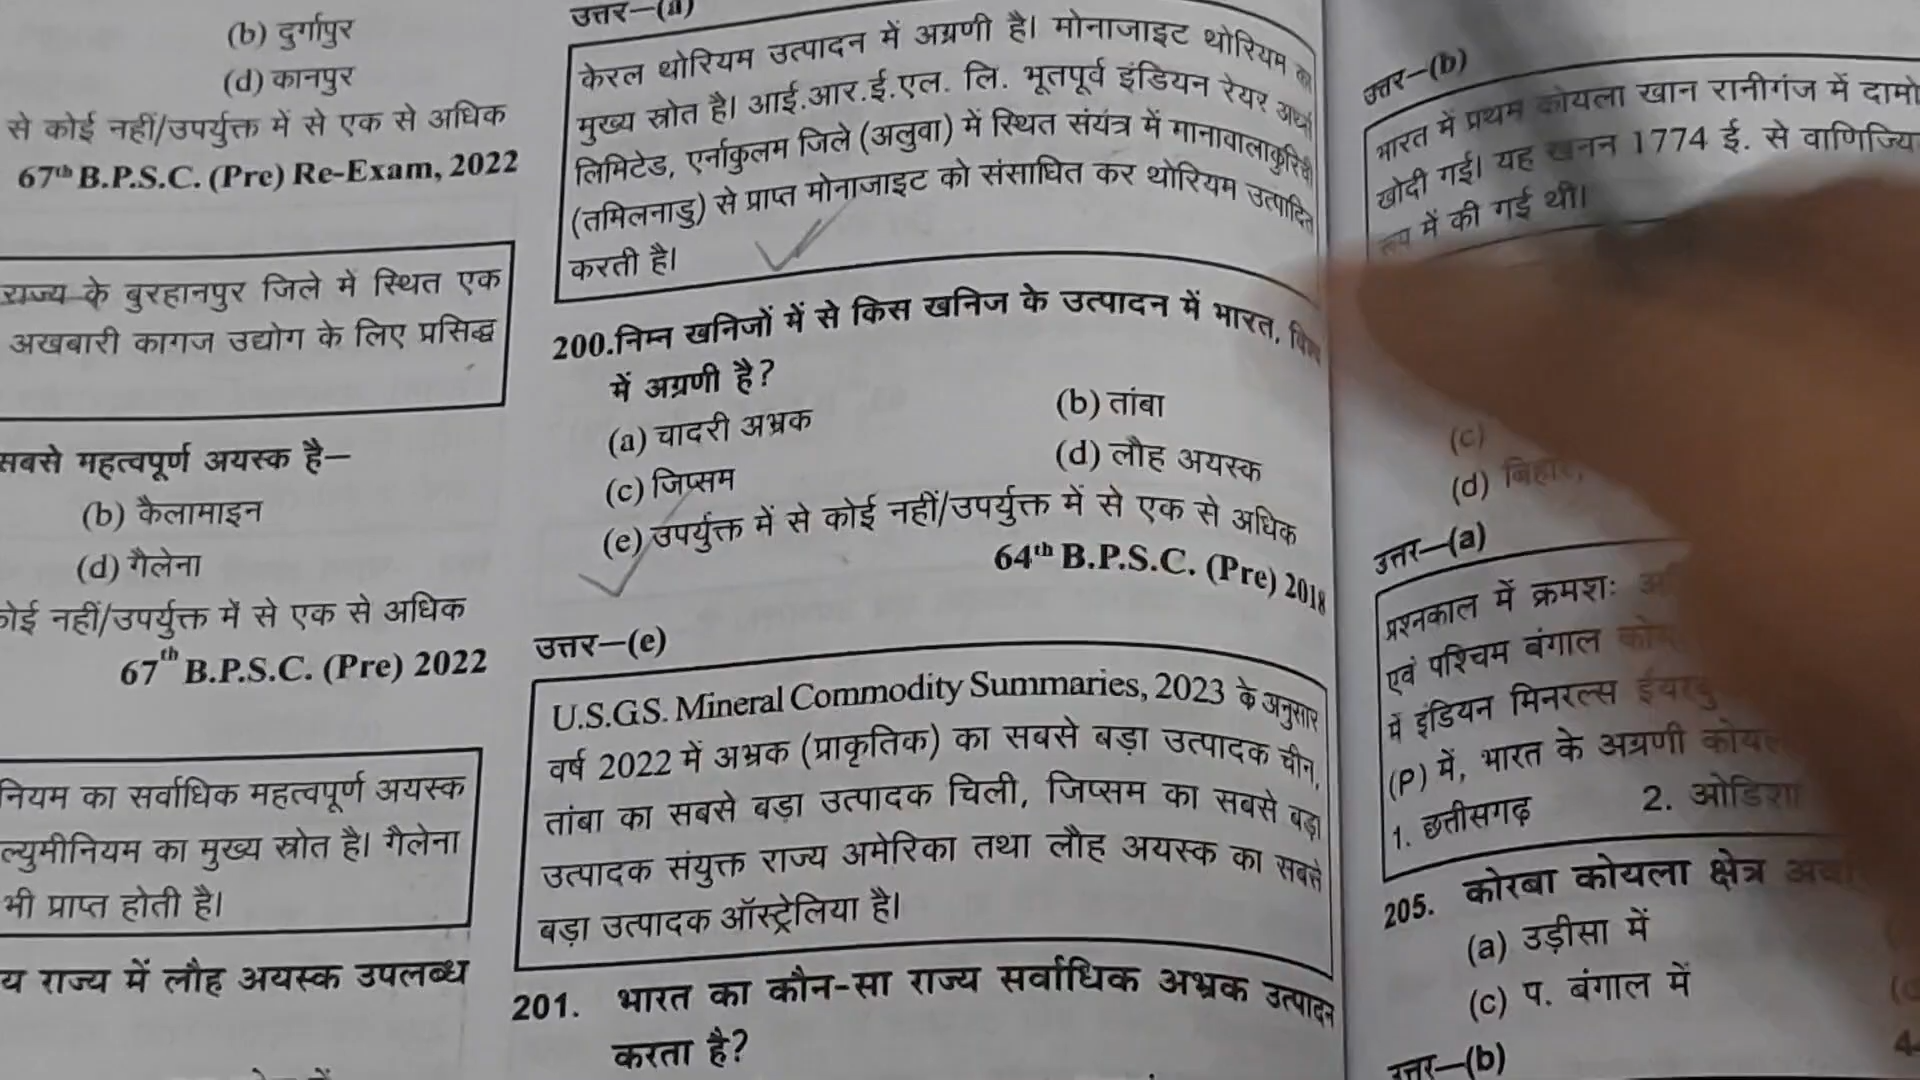 (b) दुर्गापुर
(d) कानपुर
से कोई नहीं/उपर्युक्त में से एक से अधिक
67th B.P.S.C. (Pre) Re-Exam, 2022
राज्य के बुरहानपुर जिले में स्थित एक
अखबारी कागज उद्योग के लिए प्रसिद्ध
सबसे महत्वपूर्ण अयस्क है–
(b) कैलामाइन
(d) गैलेना
कोई नहीं/उपर्युक्त में से एक से अधिक
67th B.P.S.C. (Pre) 2022
नियम का सर्वाधिक महत्वपूर्ण अयस्क
ल्युमीनियम का मुख्य स्रोत है। गैलेना
भी प्राप्त होती है।
य राज्य में लौह अयस्क उपलब्ध
उत्तर–(a)
केरल थोरियम उत्पादन में अग्रणी है। मोनाजाइट थोरियम का
मुख्य स्रोत है। आई.आर.ई.एल. लि. भूतपूर्व इंडियन रेयर अर्थ
लिमिटेड, एर्नाकुलम जिले (अलुवा) में स्थित संयंत्र में मानावालाकुरिची
(तमिलनाडु) से प्राप्त मोनाजाइट को संसाधित कर थोरियम उत्पादित
करती है।
200.निम्न खनिजों में से किस खनिज के उत्पादन में भारत, विश्व
में अग्रणी है?
(a) चादरी अभ्रक (b) तांबा
(c) जिप्सम (d) लौह अयस्क
(e) उपर्युक्त में से कोई नहीं/उपर्युक्त में से एक से अधिक
64th B.P.S.C. (Pre) 2018
उत्तर–(e)
U.S.G.S. Mineral Commodity Summaries, 2023 के अनुसार
वर्ष 2022 में अभ्रक (प्राकृतिक) का सबसे बड़ा उत्पादक चीन,
तांबा का सबसे बड़ा उत्पादक चिली, जिप्सम का सबसे बड़ा
उत्पादक संयुक्त राज्य अमेरिका तथा लौह अयस्क का सबसे
बड़ा उत्पादक ऑस्ट्रेलिया है।
201. भारत का कौन-सा राज्य सर्वाधिक अभ्रक उत्पादन
करता है?
उत्तर–(b)
भारत में प्रथम कोयला खान रानीगंज में दामो
खोदी गई। यह खनन 1774 ई. से वाणिज्यि
रूप में की गई थी।
(c)
(d) बिहार,
उत्तर–(a)
प्रश्नकाल में क्रमशः
एवं पश्चिम बंगाल
में इंडियन मिनरल्स
(P) में, भारत के अग्रणी
1. छत्तीसगढ़ 2. ओडिशा
205. कोरबा कोयला क्षेत्र
(a) उड़ीसा में
(c) प. बंगाल में
उत्तर–(b)